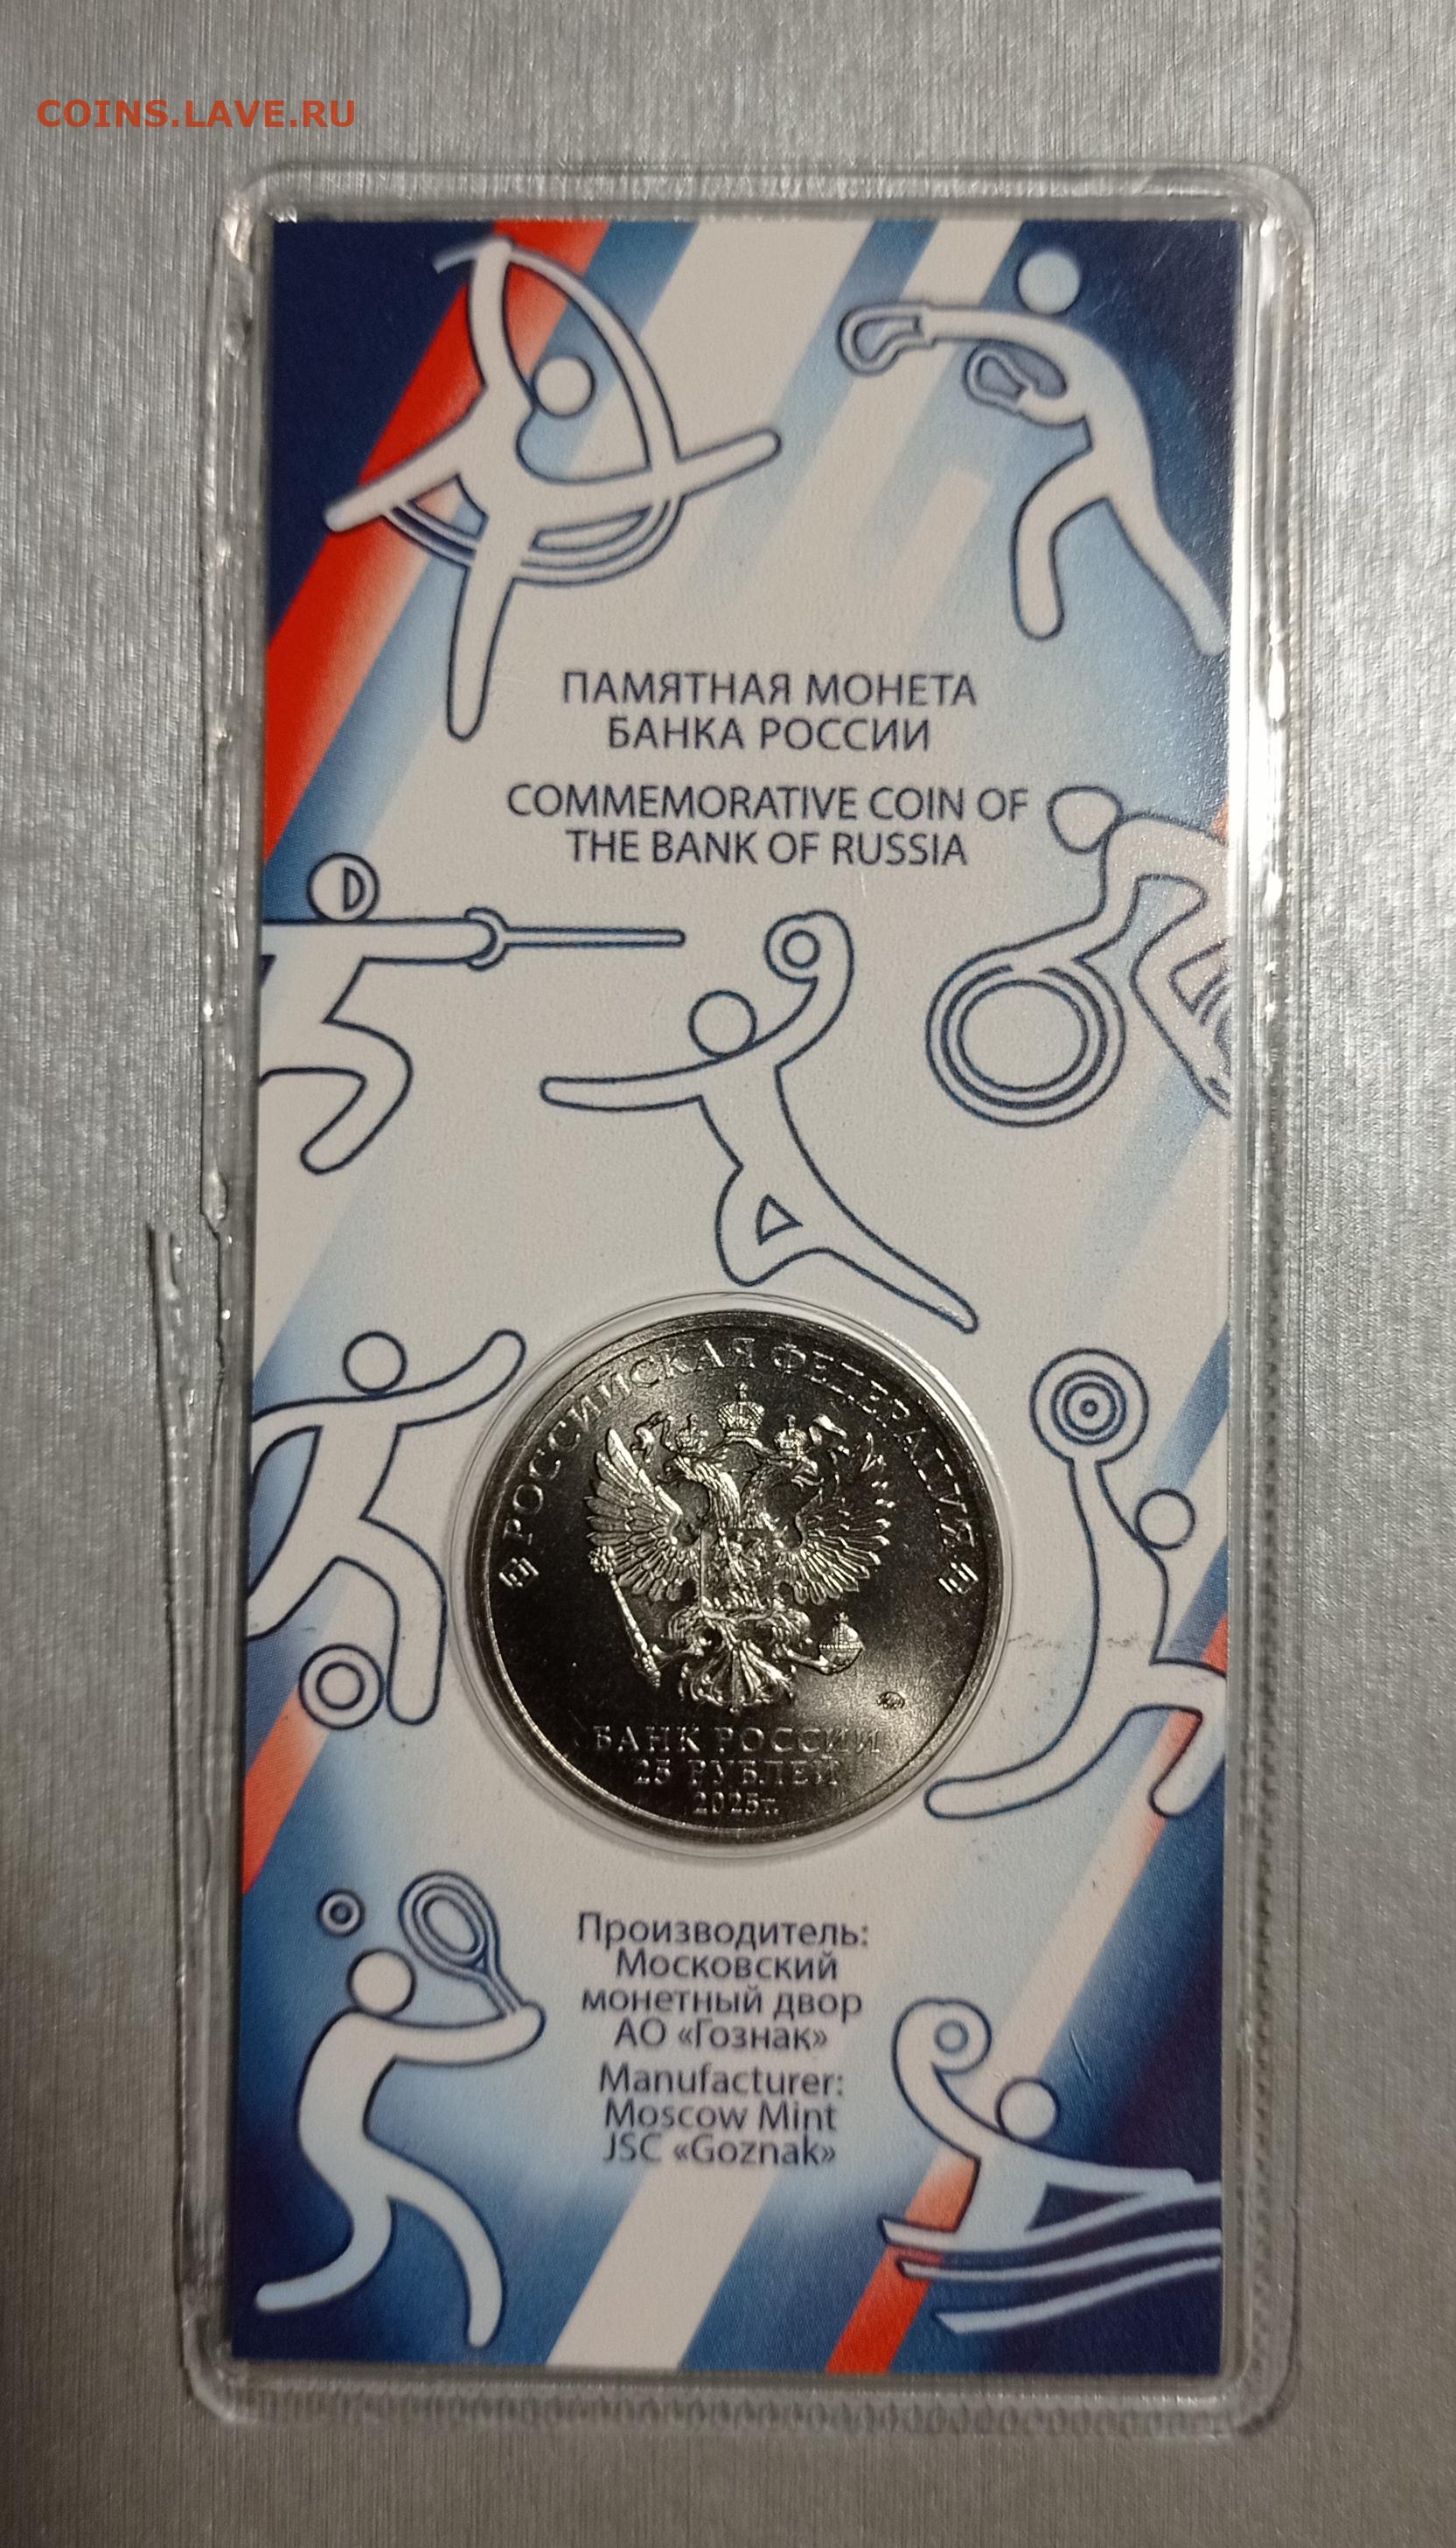 COINS.LAVE.RU
ПАМЯТНАЯ МОНЕТА
БАНКА РОССИИ
COMMEMORATIVE COIN OF
THE BANK OF RUSSIA
РОССИЙСКАЯ ФЕДЕРАЦИЯ
БАНК РОССИИ
25 РУБЛЕЙ
2025г.
Производитель:
Московский
монетный двор
АО «Гознак»
Manufacturer:
Moscow Mint
JSC «Goznak»